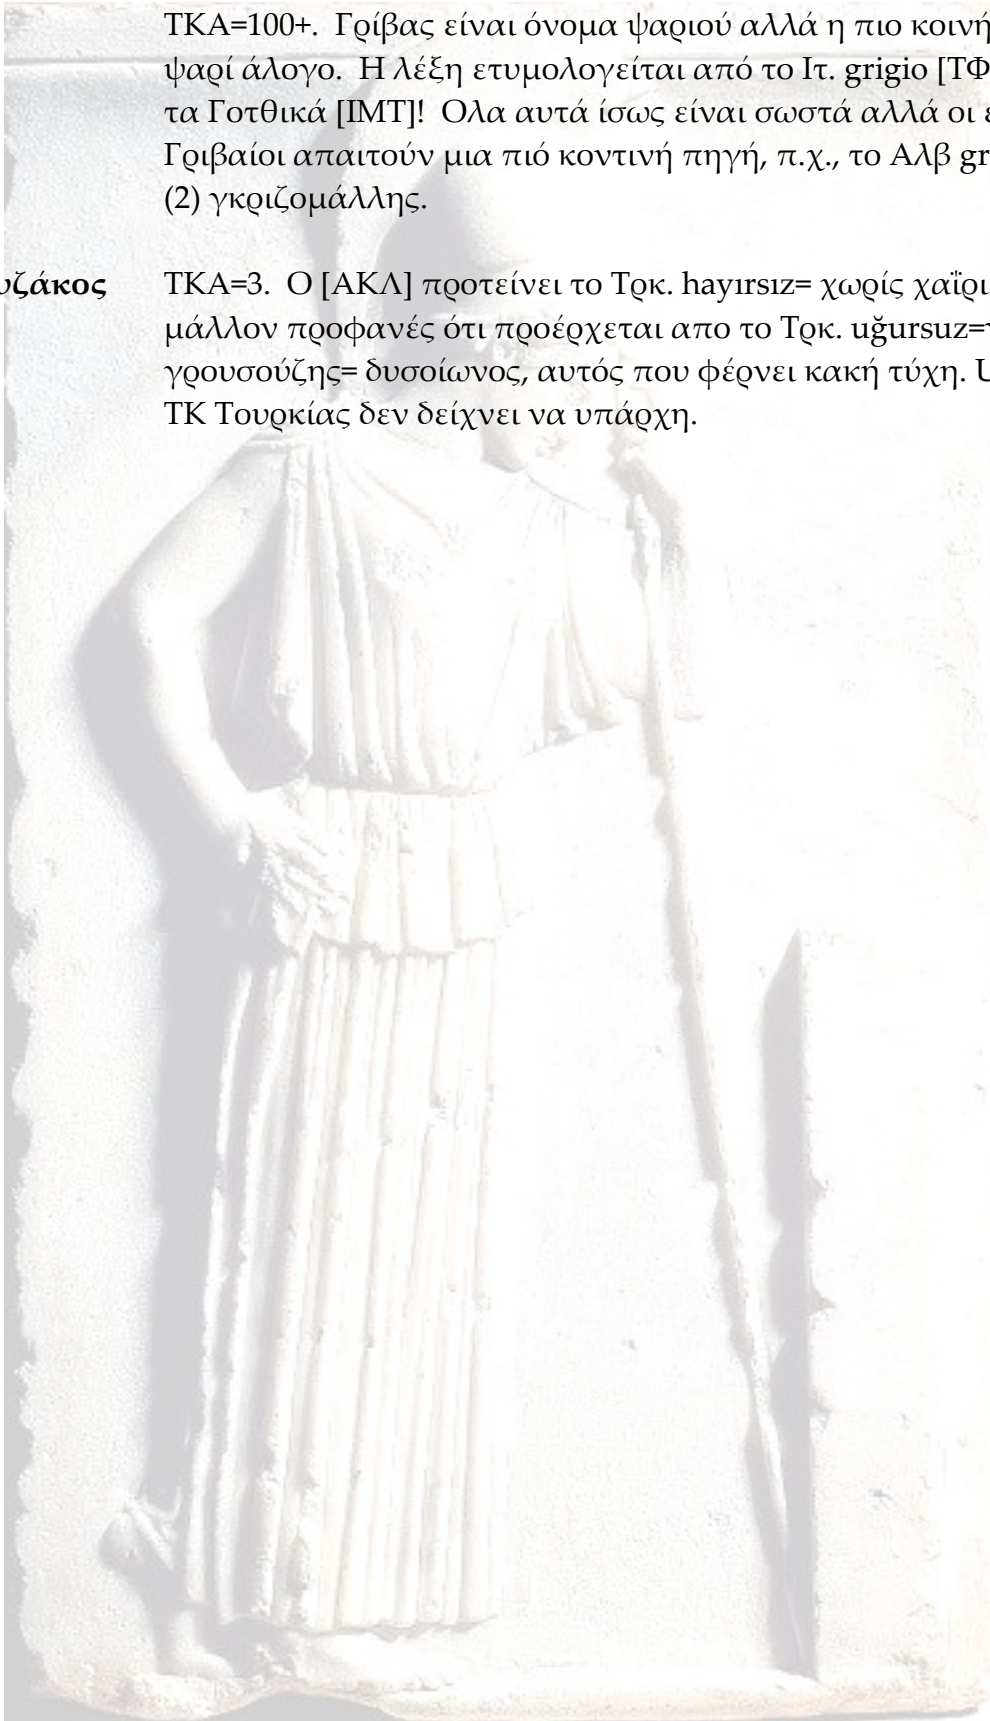 ΤΚΑ=100+. Γρίβας είναι όνομα ψαριού αλλά η πιο κοινή
ψαρί άλογο. Η λέξη ετυμολογείται από το Ιτ. grigio [ΤΦ
τα Γοτθικά [ΙΜΤ]! Ολα αυτά ίσως είναι σωστά αλλά οι
Γριβαίοι απαιτούν μια πιό κοντινή πηγή, π.χ., το Αλβ gr
(2) γκριζομάλλης.
υζάκος ΤΚΑ=3. Ο [ΑΚΛ] προτείνει το Τρκ. hayırsız= χωρίς χαΐρι
μάλλον προφανές ότι προέρχεται απο το Τρκ. uğursuz=
γρουσούζης= δυσοίωνος, αυτός που φέρνει κακή τύχη. U
ΤΚ Τουρκίας δεν δείχνει να υπάρχη.